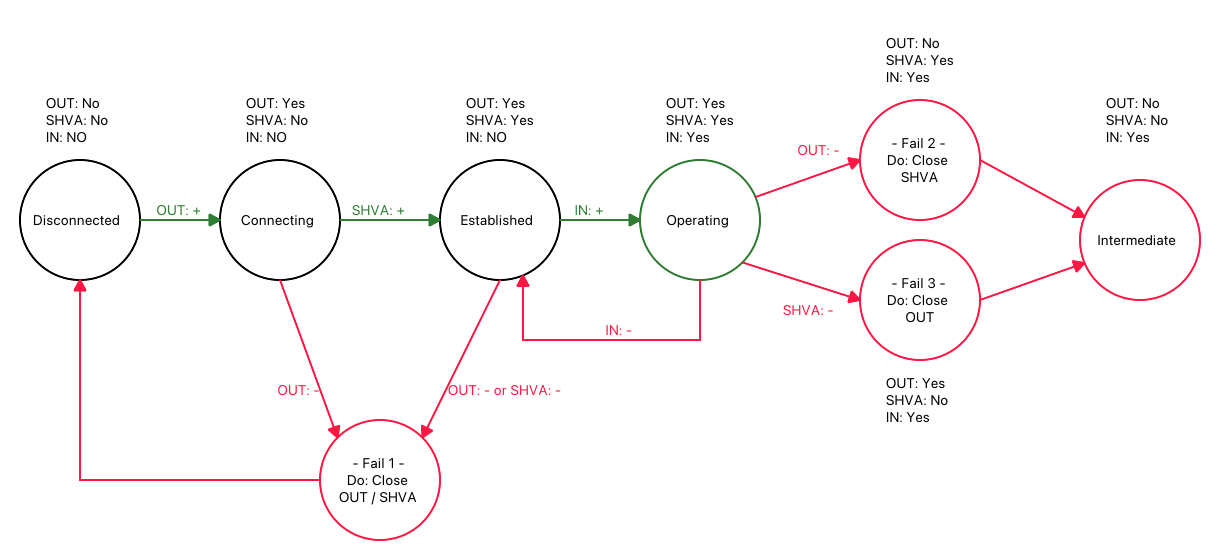 OUT: No
SHVA: Yes
IN: Yes
OUT: No
SHVA: No
IN: NO
OUT: Yes
SHVA: No
IN: NO
OUT: Yes
SHVA: Yes
IN: NO
OUT: Yes
SHVA: Yes
IN: Yes
OUT: No
SHVA: No
IN: Yes
OUT: -
- Fail 2 -
Do: Close
SHVA
Disconnected
OUT: +
Connecting
SHVA: +
Established
IN: +
Operating
Intermediate
- Fail 3 -
Do: Close
OUT
SHVA: -
IN: -
OUT: -
OUT: - or SHVA: -
OUT: Yes
SHVA: No
IN: Yes
- Fail 1 -
Do: Close
OUT / SHVA